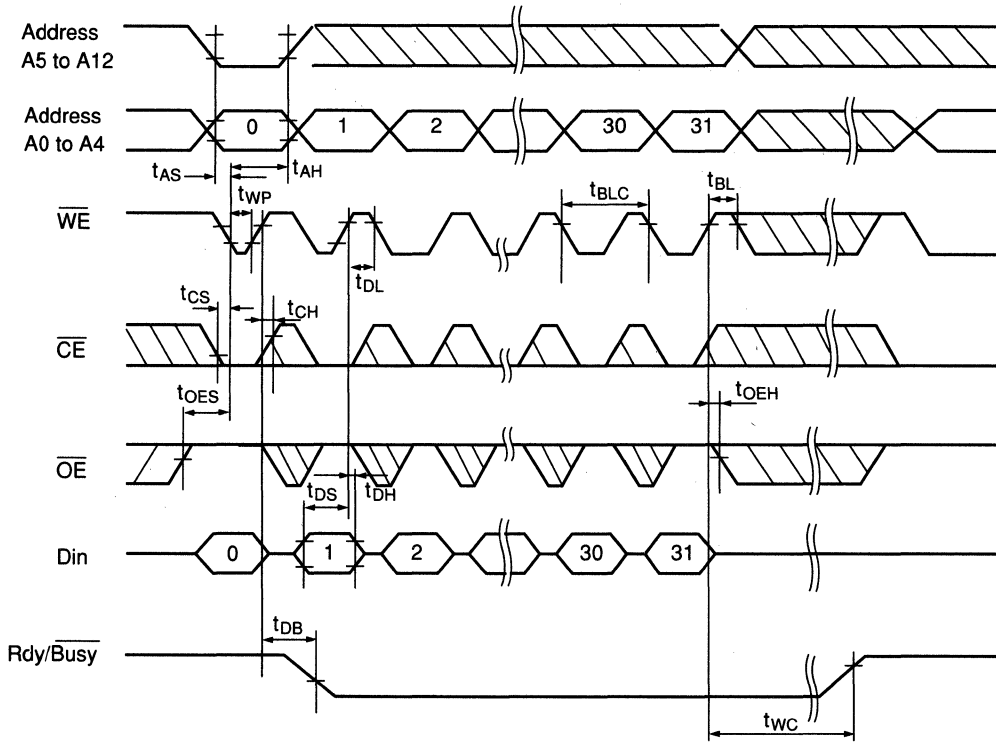 Address
A5 to A12
Address
A0 to A4
0 1 2 30 31
tAS tAH
tWP tBLC tBL
WE
tDL
tCS tCH
CE
tOES tOEH
OE
tDS tDH
Din
0 1 2 30 31
tDB
Rdy/Busy
tWC